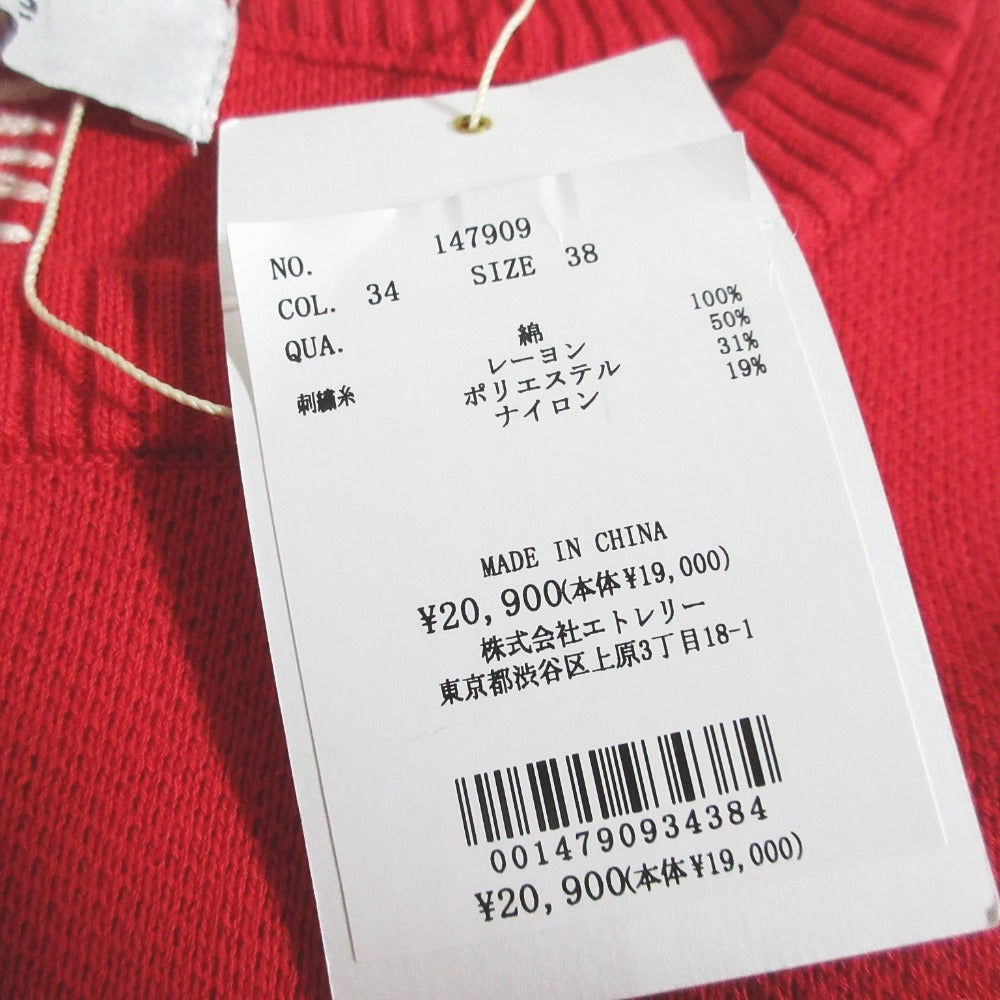 NO. 147909
COL. 34 SIZE 38
QUA. 綿 100%
刺繍糸 レーヨン 50%
ポリエステル 31%
ナイロン 19%
MADE IN CHINA
¥20,900(本体¥19,000)
株式会社エトレリー
東京都渋谷区上原3丁目18-1
0014790934384
¥20,900(本体¥19,000)